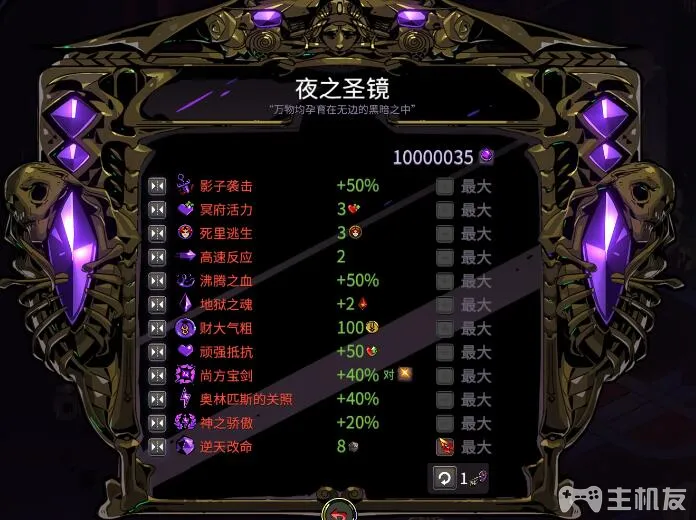 夜之圣镜
“万物均孕育在无边的黑暗之中”
10000035
影子袭击 +50% 最大
冥府活力 3 最大
死里逃生 3 最大
高速反应 2 最大
沸腾之血 +50% 最大
地狱之魂 +2 最大
财大气粗 100 最大
顽强抵抗 +50 最大
尚方宝剑 +40% 对 最大
奥林匹斯的关照 +40% 最大
神之骄傲 +20% 最大
逆天改命 8 最大
1
主机友